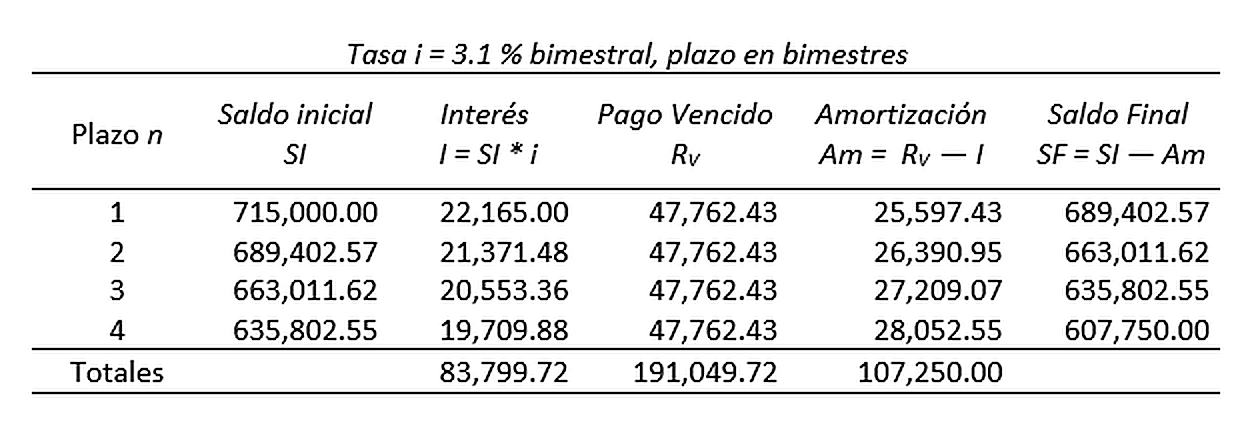 Tasa i = 3.1 % bimestral, plazo en bimestres
Plazo n Saldo inicial SI Interés I = SI * i Pago Vencido Rv Amortización Am = Rv — I Saldo Final SF = SI — Am
1 715,000.00 22,165.00 47,762.43 25,597.43 689,402.57
2 689,402.57 21,371.48 47,762.43 26,390.95 663,011.62
3 663,011.62 20,553.36 47,762.43 27,209.07 635,802.55
4 635,802.55 19,709.88 47,762.43 28,052.55 607,750.00
Totales 83,799.72 191,049.72 107,250.00